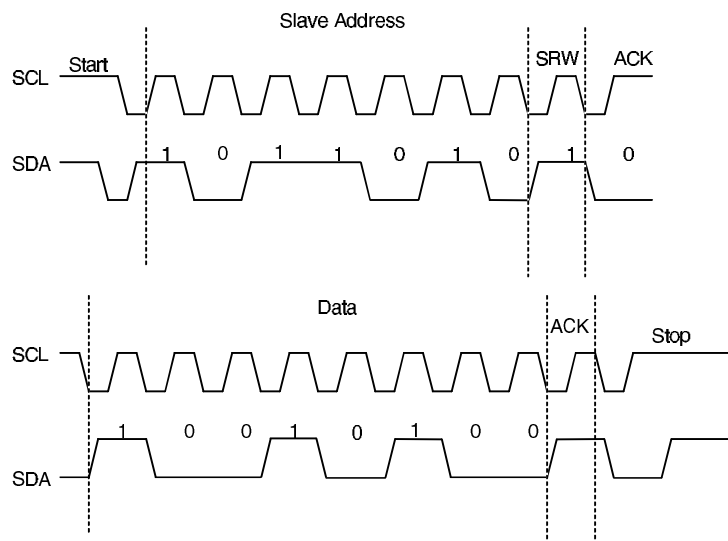 Slave Address
SCL Start SRW ACK
SDA 1 0 1 1 0 1 0 1 0
Data
SCL ACK Stop
SDA 1 0 0 1 0 1 0 0